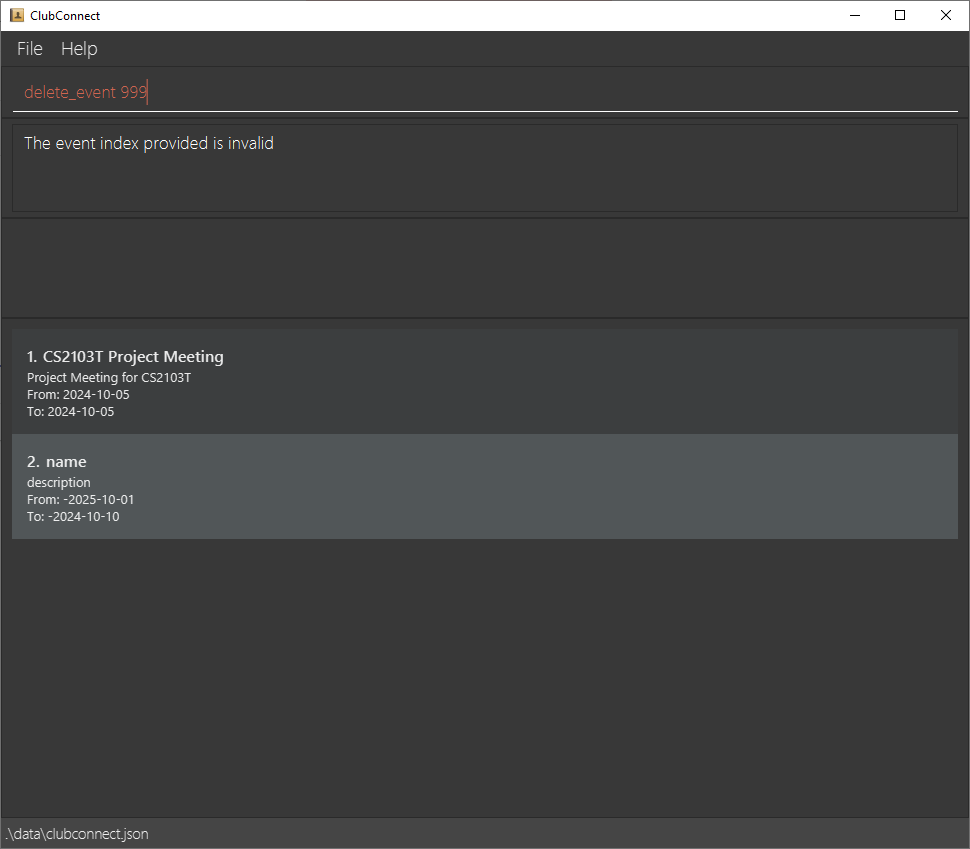 ClubConnect
File Help
delete_event 999
The event index provided is invalid
1. CS2103T Project Meeting
Project Meeting for CS2103T
From: 2024-10-05
To: 2024-10-05
2. name
description
From: -2025-10-01
To: -2024-10-10
.\data\clubconnect.json